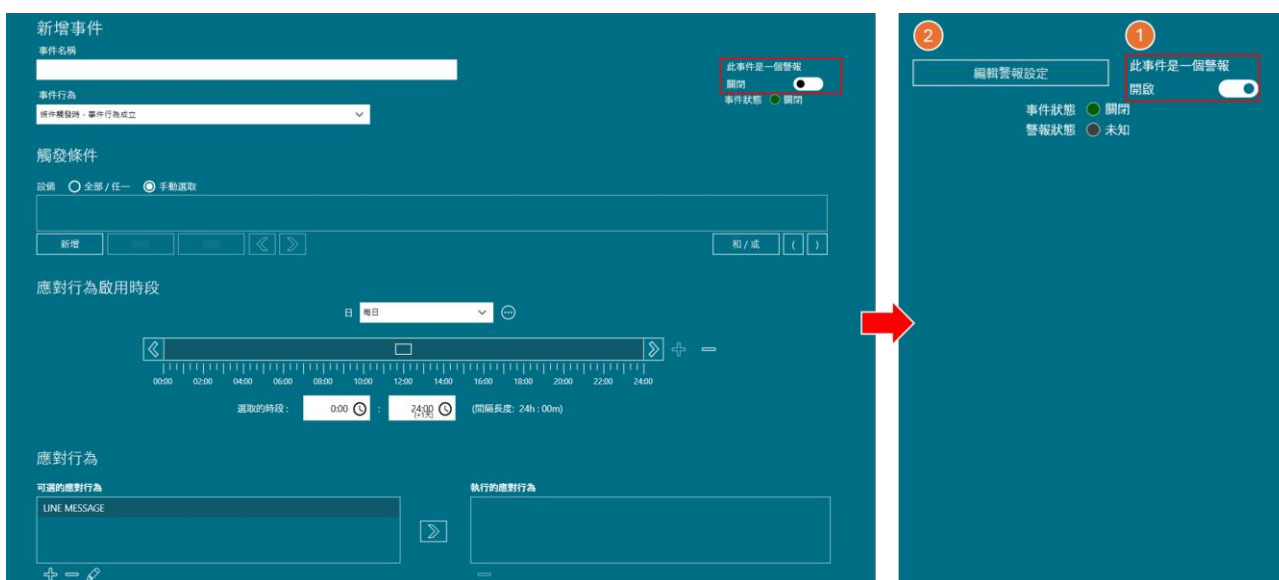 新增事件
事件名稱
此事件是一個警報
關閉
事件狀態 關閉
事件行為
條件觸發時，事件行為成立
觸發條件
設備 全部 / 任一 手動選取
新增
和 / 或 ( )
應對行為啟用時段
日 每日
00:00 02:00 04:00 06:00 08:00 10:00 12:00 14:00 16:00 18:00 20:00 22:00 24:00
選取的時段 : 0:00 : 24:00 (間隔長度: 24h : 00m)
(+1天)
應對行為
可選的應對行為 執行的應對行為
LINE MESSAGE
2 1
編輯警報設定
此事件是一個警報
開啟
事件狀態 關閉
警報狀態 未知